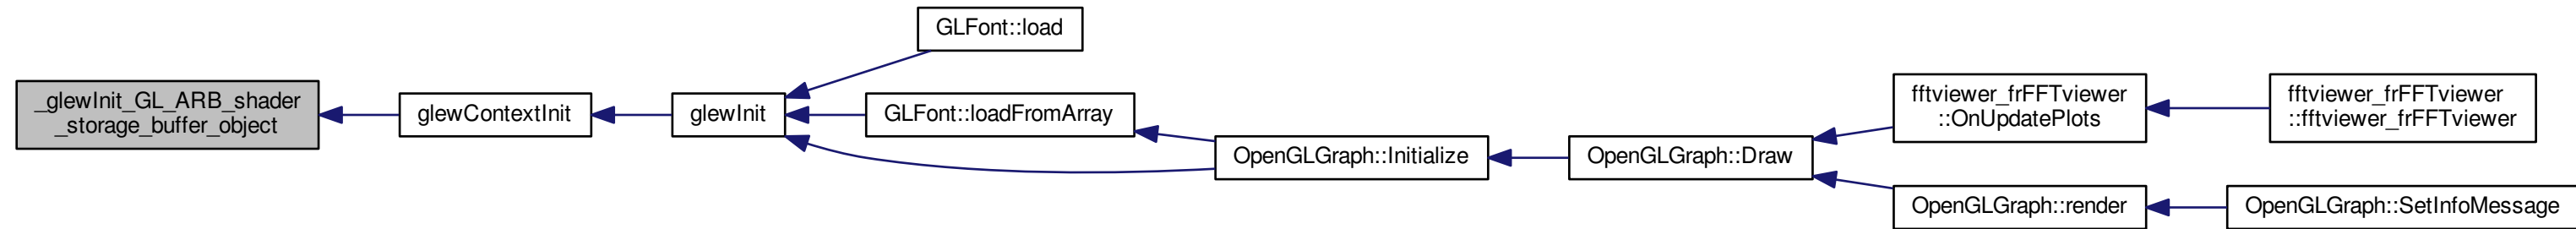 _glewInit_GL_ARB_shader
_storage_buffer_object
glewContextInit
glewInit
GLFont::load
GLFont::loadFromArray
OpenGLGraph::Initialize
OpenGLGraph::Draw
fftviewer_frFFTviewer
::OnUpdatePlots
fftviewer_frFFTviewer
::fftviewer_frFFTviewer
OpenGLGraph::render
OpenGLGraph::SetInfoMessage